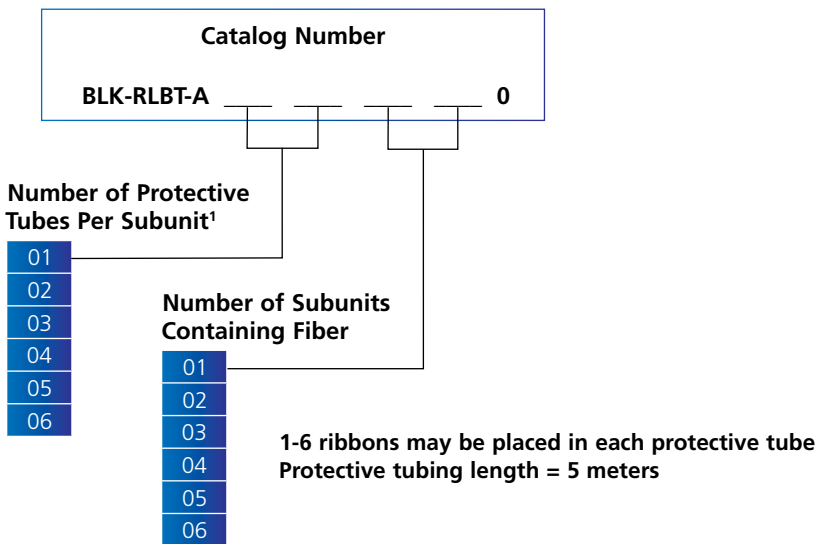 Catalog Number
BLK-RLBT-A ___ ___ ___ ___ 0
Number of Protective
Tubes Per Subunit¹
01
02
03
04
05
06
Number of Subunits
Containing Fiber
01
02
03
04
05
06
1-6 ribbons may be placed in each protective tube
Protective tubing length = 5 meters